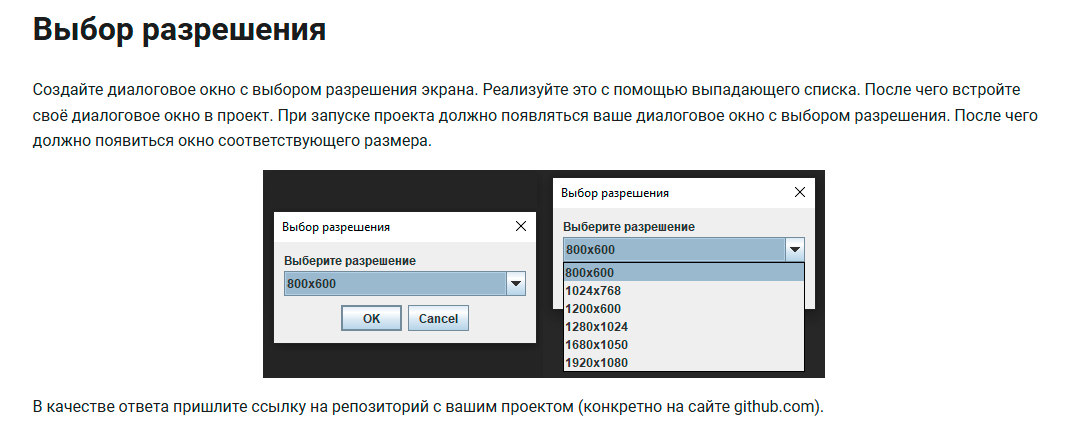 Выбор разрешения
Создайте диалоговое окно с выбором разрешения экрана. Реализуйте это с помощью выпадающего списка. После чего встройте
своё диалоговое окно в проект. При запуске проекта должно появляться ваше диалоговое окно с выбором разрешения. После чего
должно появиться окно соответствующего размера.
Выбор разрешения
Выберите разрешение
800x600
OK Cancel
Выбор разрешения
Выберите разрешение
800x600
800x600
1024x768
1200x600
1280x1024
1680x1050
1920x1080
В качестве ответа пришлите ссылку на репозиторий с вашим проектом (конкретно на сайте github.com).